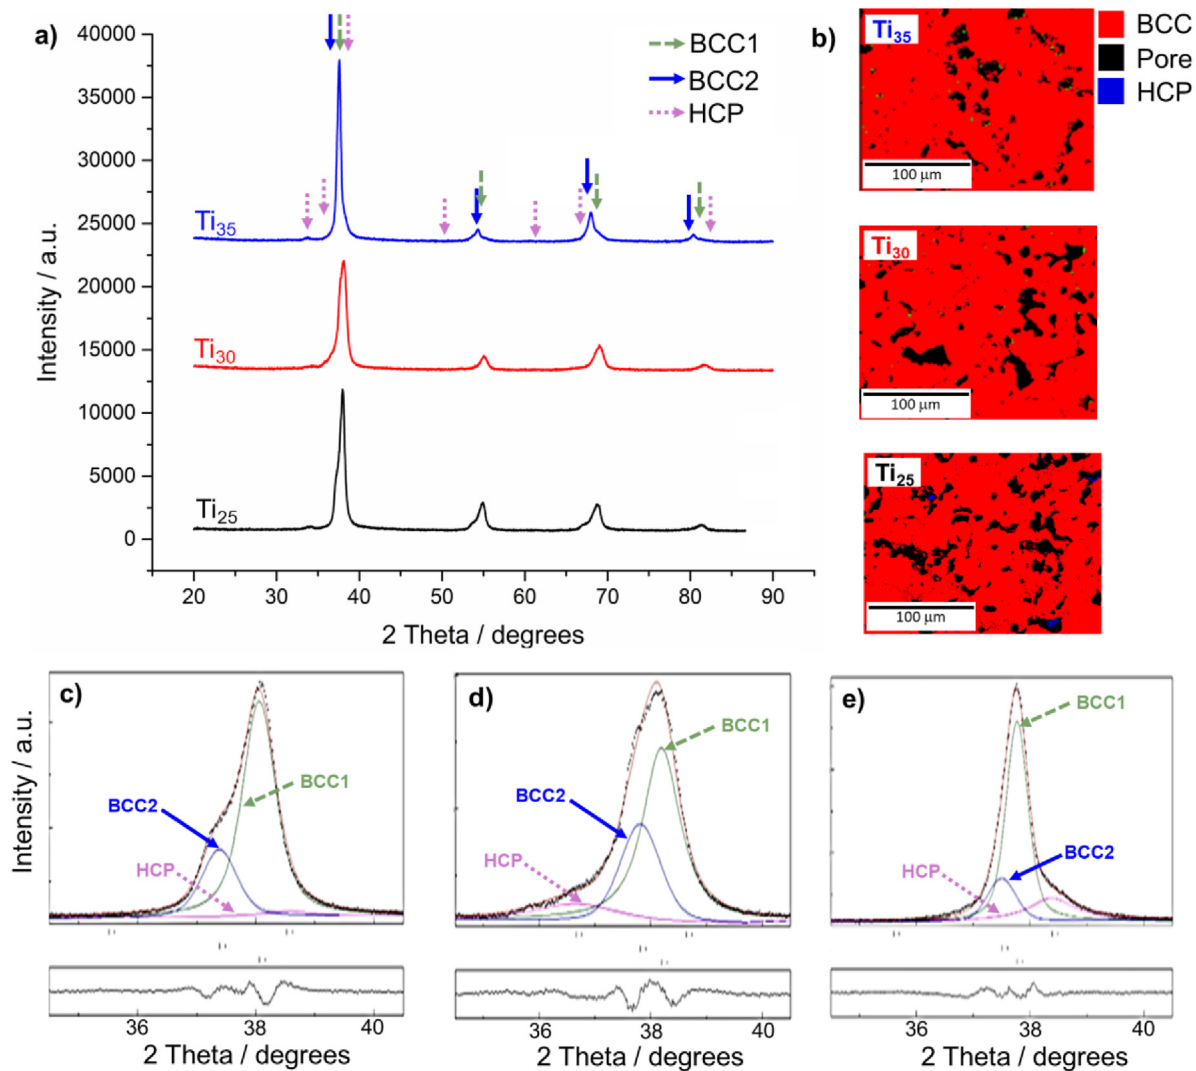 a)
40000
35000
30000
25000
20000
15000
10000
5000
0
Intensity / a.u.
BCC1
BCC2
HCP
Ti35
Ti30
Ti25
20 30 40 50 60 70 80 90
2 Theta / degrees
b)
Ti35
100 µm
BCC
Pore
HCP
Ti30
100 µm
Ti25
100 µm
Intensity / a.u.
c)
BCC1
BCC2
HCP
36 38 40
2 Theta / degrees
d)
BCC1
BCC2
HCP
36 38 40
2 Theta / degrees
e)
BCC1
BCC2
HCP
36 38 40
2 Theta / degrees